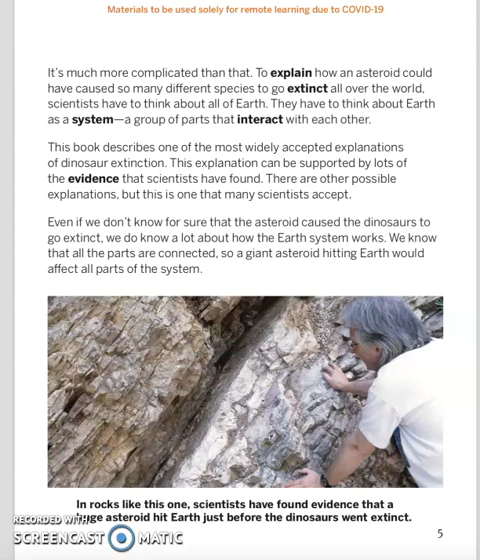 Materials to be used solely for remote learning due to COVID-19
It's much more complicated than that. To explain how an asteroid could
have caused so many different species to go extinct all over the world,
scientists have to think about all of Earth. They have to think about Earth
as a system—a group of parts that interact with each other.
This book describes one of the most widely accepted explanations
of dinosaur extinction. This explanation can be supported by lots of
the evidence that scientists have found. There are other possible
explanations, but this is one that many scientists accept.
Even if we don't know for sure that the asteroid caused the dinosaurs to
go extinct, we do know a lot about how the Earth system works. We know
that all the parts are connected, so a giant asteroid hitting Earth would
affect all parts of the system.
In rocks like this one, scientists have found evidence that a
huge asteroid hit Earth just before the dinosaurs went extinct.
RECORDED WITH
SCREENCAST MATIC
5